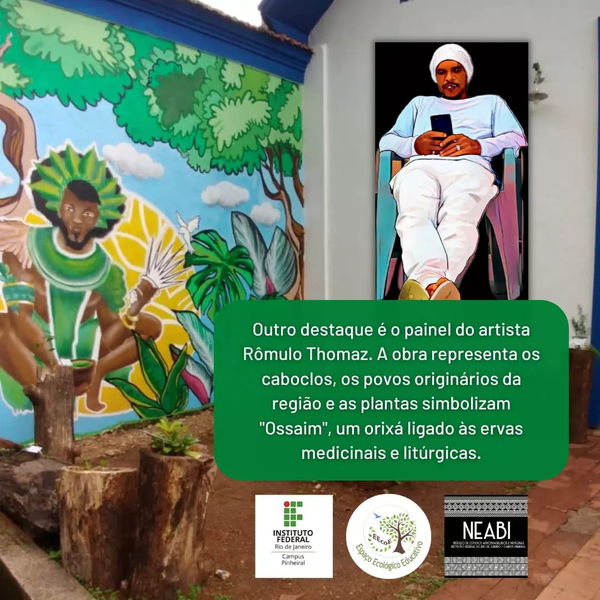 Outro destaque é o painel do artista
Rômulo Thomaz. A obra representa os
caboclos, os povos originários da
região e as plantas simbolizam
"Ossaim", um orixá ligado às ervas
medicinais e litúrgicas.
INSTITUTO
FEDERAL
Rio de Janeiro
Campus
Pinheiral
EEcoE
Espaço Ecológico Educativo
NEABI